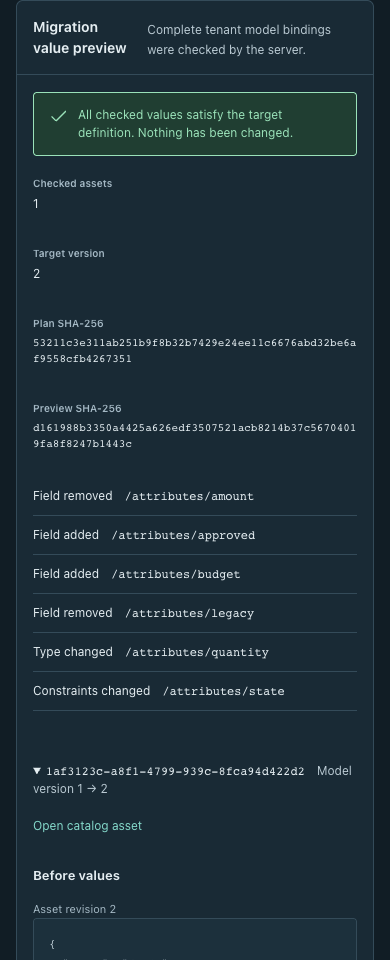 Migration
value preview
Complete tenant model bindings
were checked by the server.
All checked values satisfy the target
definition. Nothing has been changed.
Checked assets
1
Target version
2
Plan SHA-256
53211c3e311ab251b9f8b32b7429e24ee11c6676abd32be6a
f9558cfb4267351
Preview SHA-256
d161988b3350a4425a626edf3507521acb8214b37c5670401
9fa8f8247b1443c
Field removed /attributes/amount
Field added /attributes/approved
Field added /attributes/budget
Field removed /attributes/legacy
Type changed /attributes/quantity
Constraints changed /attributes/state
▼ 1af3123c-a8f1-4799-939c-8fca94d422d2 Model
version 1 → 2
Open catalog asset
Before values
Asset revision 2
{